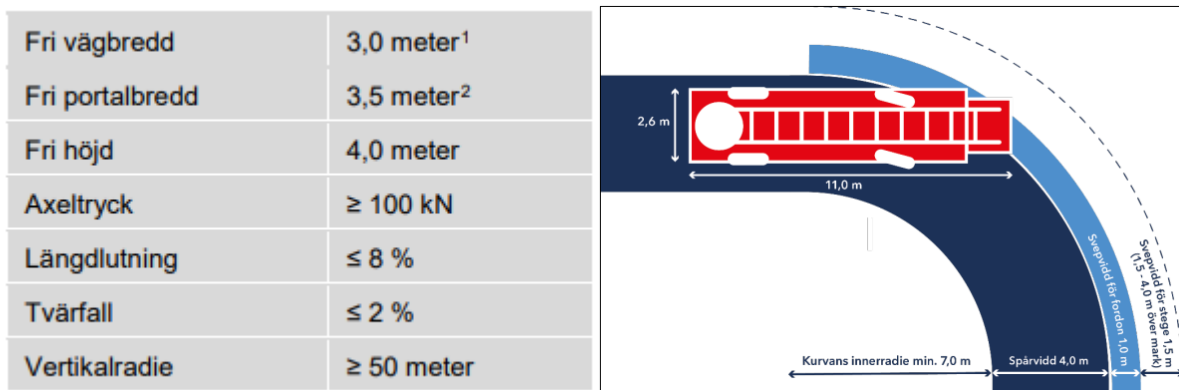 Fri vägbredd 3,0 meter¹
Fri portalbredd 3,5 meter²
Fri höjd 4,0 meter
Axeltryck ≥ 100 kN
Längdlutning ≤ 8 %
Tvärfall ≤ 2 %
Vertikalradie ≥ 50 meter
2,6 m
11,0 m
Kurvans innerradie min. 7,0 m
Spårvidd 4,0 m
Svepvidd för fordon 1,0 m
Svepvidd för stege 1,5 m
(1,5 - 4,0 m över mark)